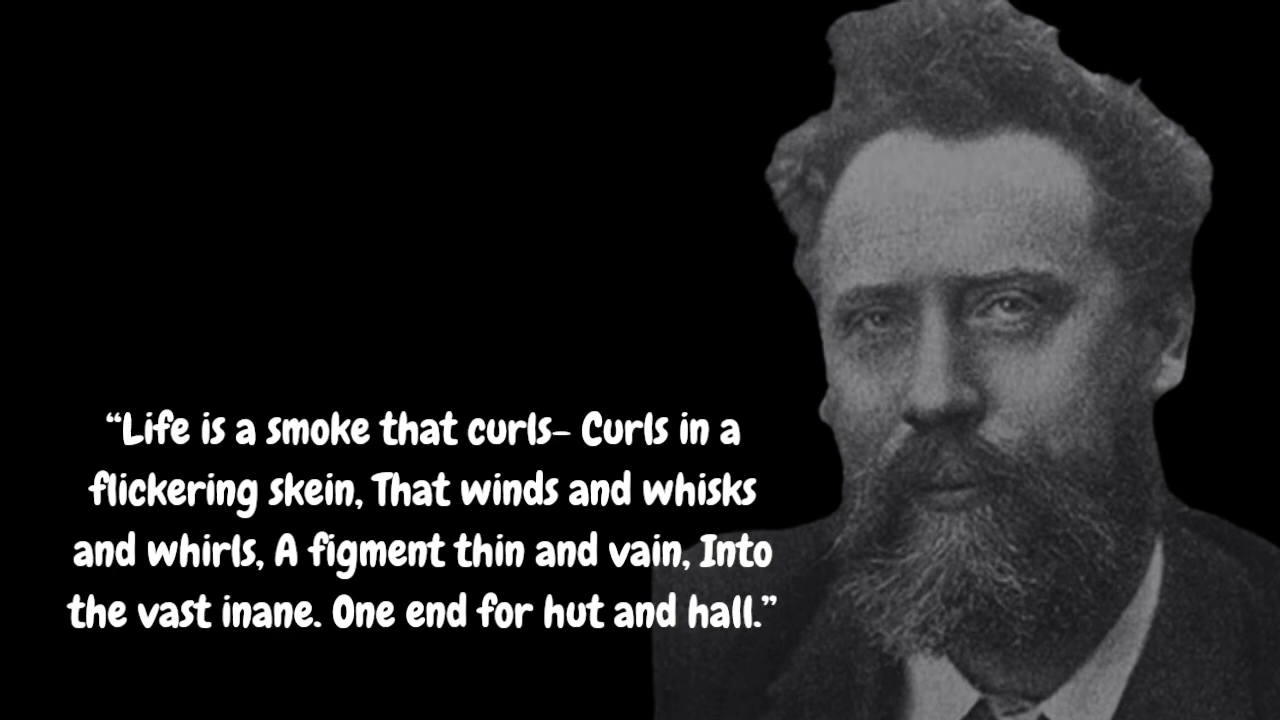 “Life is a smoke that curls– Curls in a
flickering skein, That winds and whisks
and whirls, A figment thin and vain, Into
the vast inane. One end for hut and hall.”